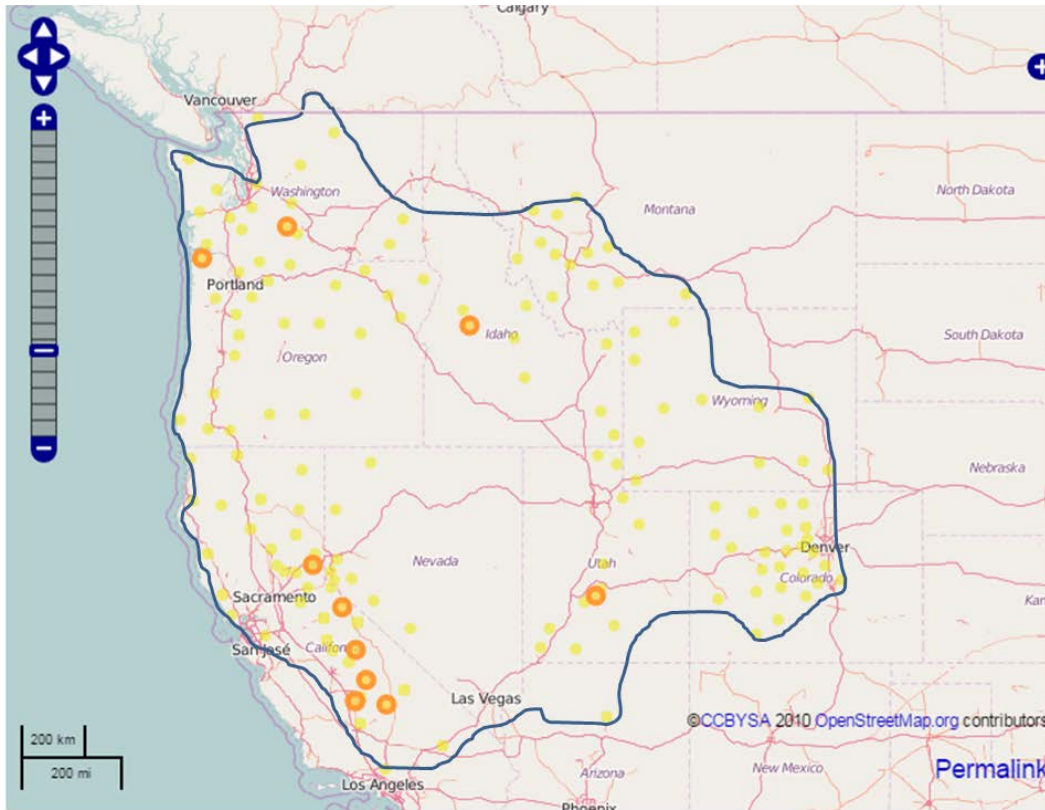 Calgary
Vancouver
Washington
Montana
North Dakota
Portland
Idaho
South Dakota
Oregon
Wyoming
Nebraska
Nevada
Utah
Denver
Colorado
Kan
Sacramento
San José
Califor
Las Vegas
©CCBYSA 2010 OpenStreetMap.org contributors
200 km
200 mi
Los Angeles
Arizona
New Mexico
Permalink
Phoenix